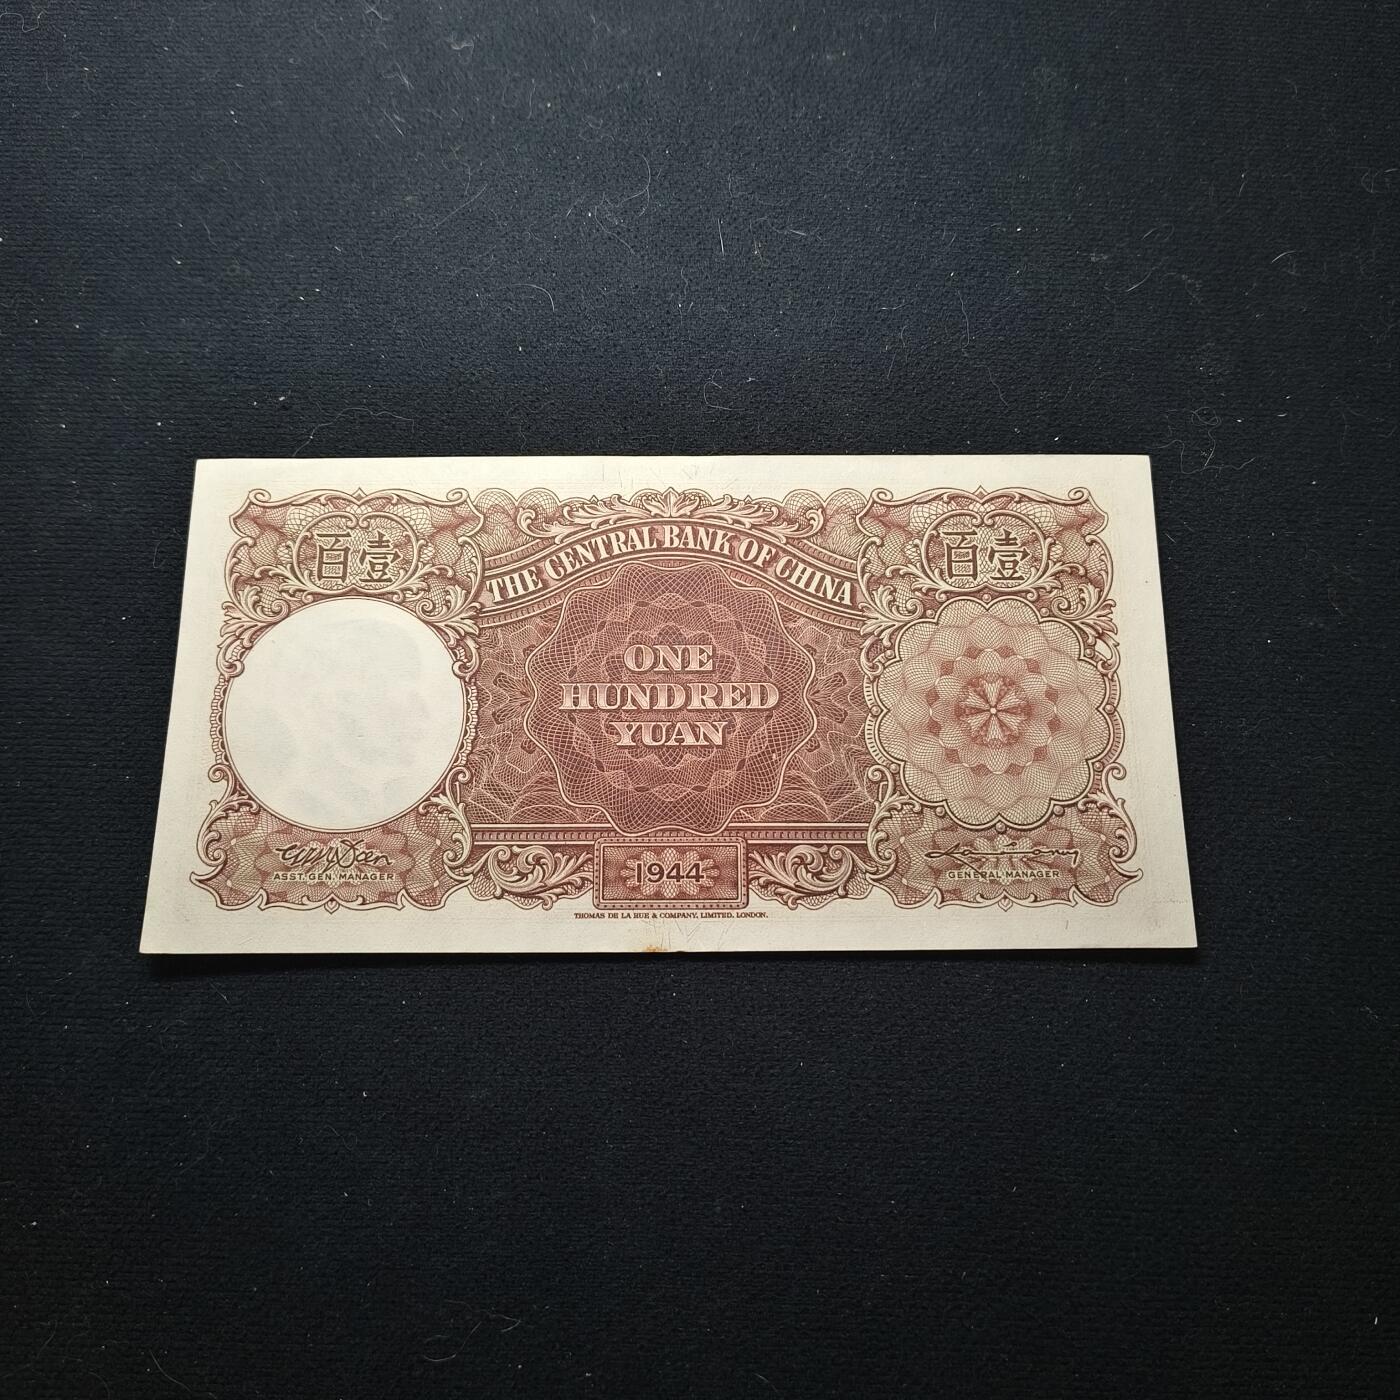 百壹
百壹
THE CENTRAL BANK OF CHINA
ONE
HUNDRED
YUAN
ASST. GEN. MANAGER
GENERAL MANAGER
1944
THOMAS DE LA RUE & COMPANY, LIMITED, LONDON.